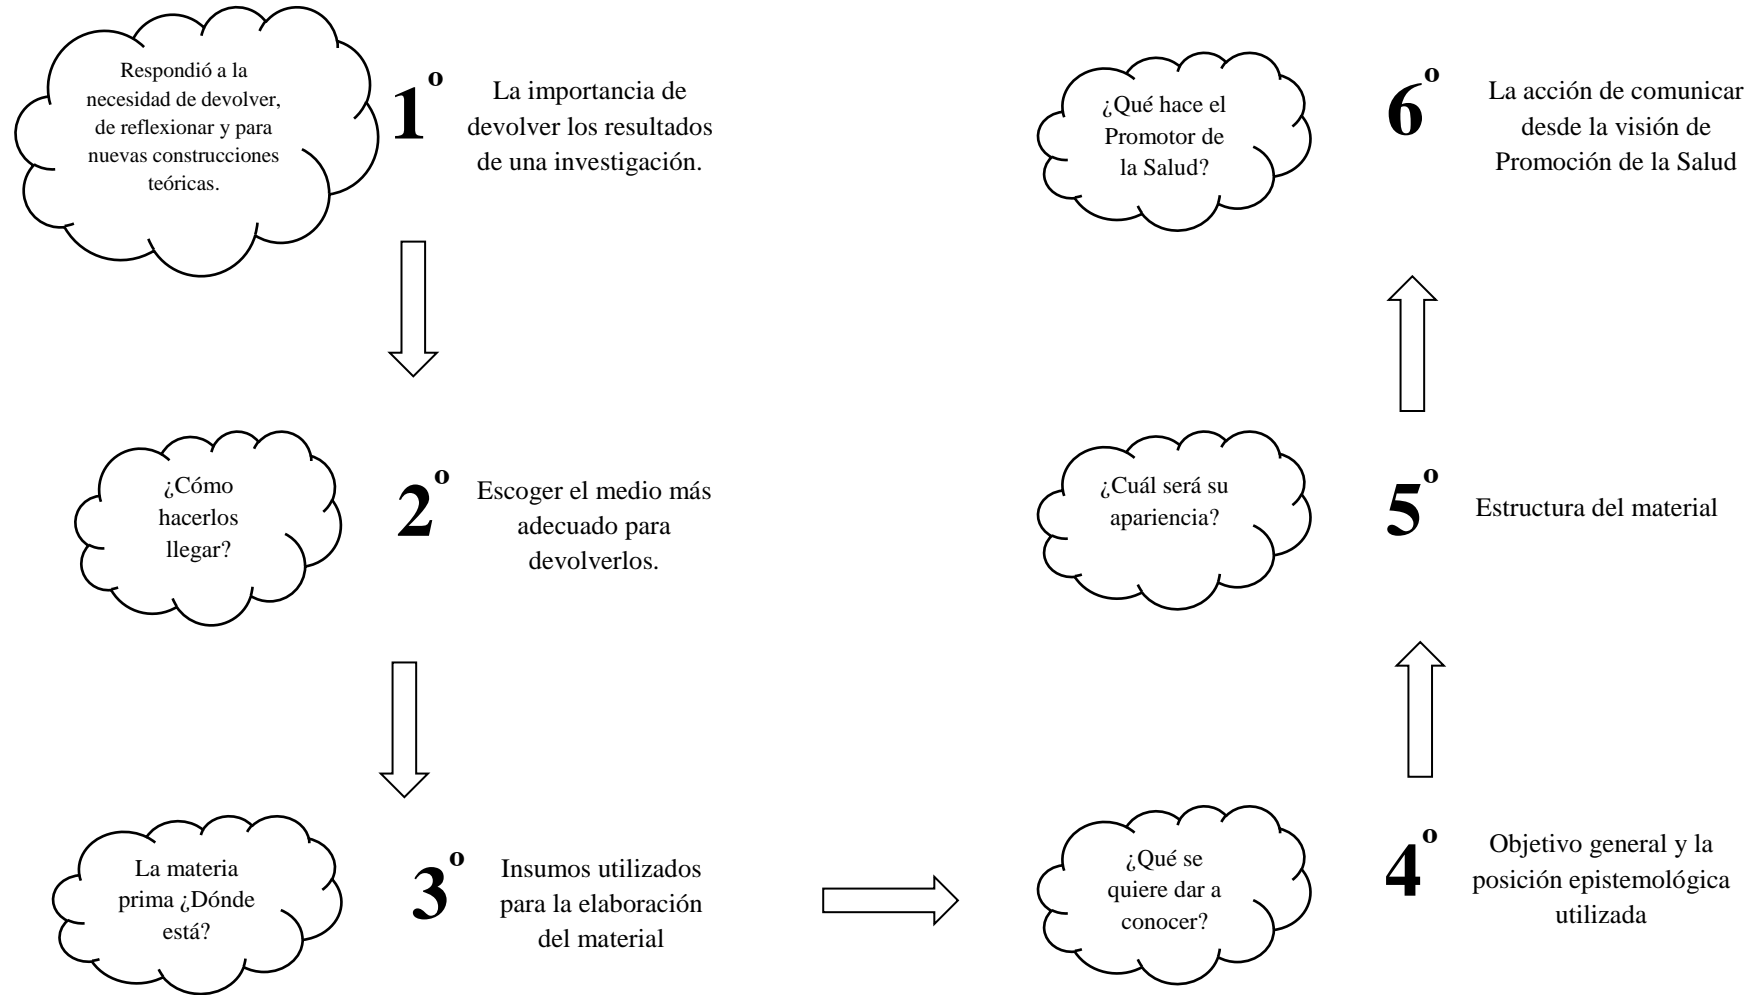 Respondió a la
necesidad de devolver,
de reflexionar y para
nuevas construcciones
teóricas.
1º
La importancia de
devolver los resultados
de una investigación.
¿Cómo
hacerlos
llegar?
2º
Escoger el medio más
adecuado para
devolverlos.
La materia
prima ¿Dónde
está?
3º
Insumos utilizados
para la elaboración
del material
¿Qué se
quiere dar a
conocer?
4º
Objetivo general y la
posición epistemológica
utilizada
¿Cuál será su
apariencia?
5º
Estructura del material
¿Qué hace el
Promotor de
la Salud?
6º
La acción de comunicar
desde la visión de
Promoción de la Salud